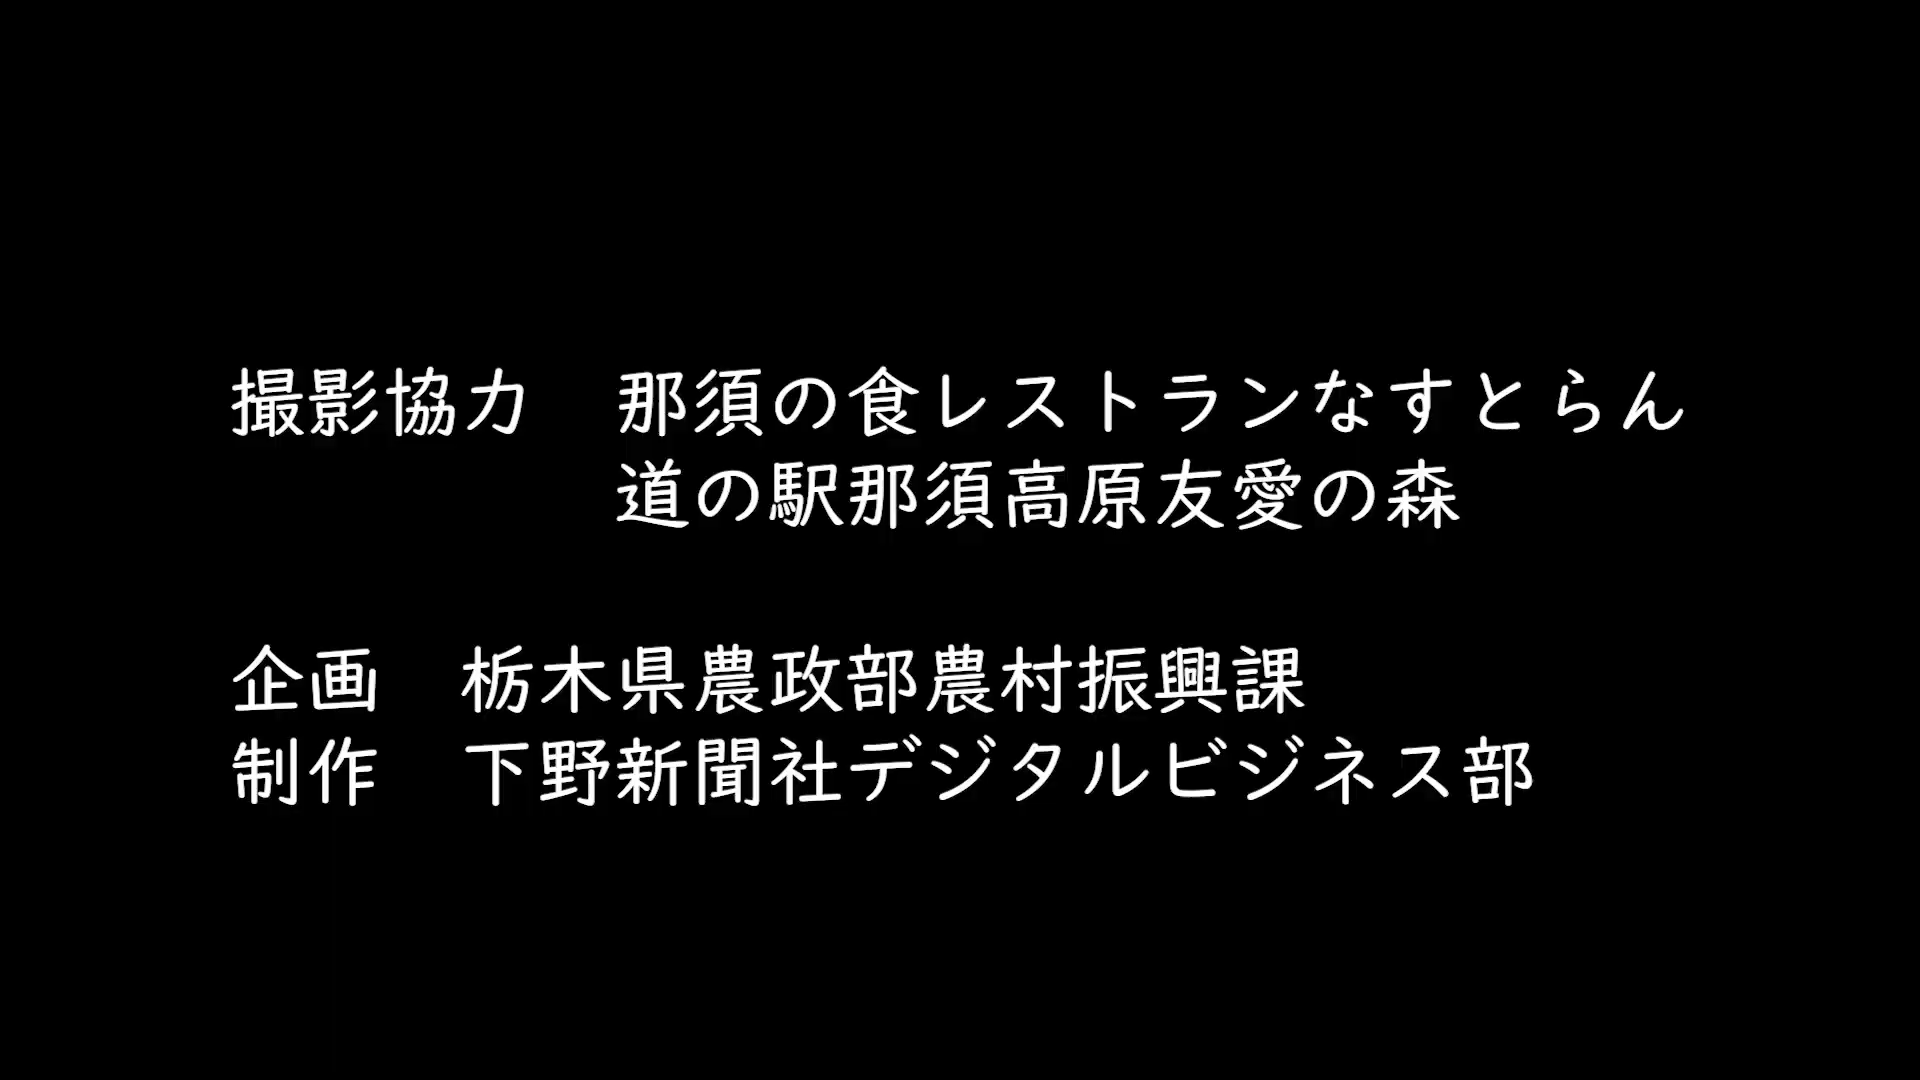 撮影協力　那須の食レストランなすとらん
道の駅那須高原友愛の森
企画　栃木県農政部農村振興課
制作　下野新聞社デジタルビジネス部